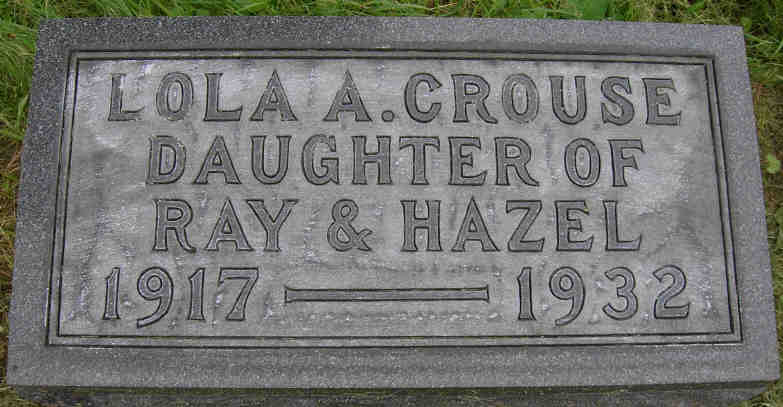 LOLA A. CROUSE
DAUGHTER OF
RAY & HAZEL
1917 — 1932